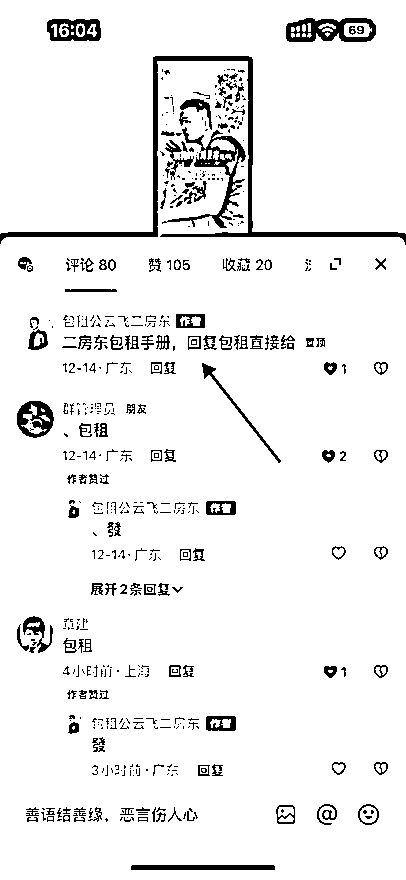 16:04
69
评论 80
赞 105
收藏 20
包租公云飞二房东 作者
二房东包租手册，回复包租直接给 置顶
12-14·广东 回复
1
群管理员 朋友
、包租
12-14·广东 回复
2
作者赞过
包租公云飞二房东 作者
、發
12-14·广东 回复
展开2条回复
章建
包租
4小时前·上海 回复
1
作者赞过
包租公云飞二房东 作者
發
3小时前·广东 回复
善语结善缘，恶言伤人心